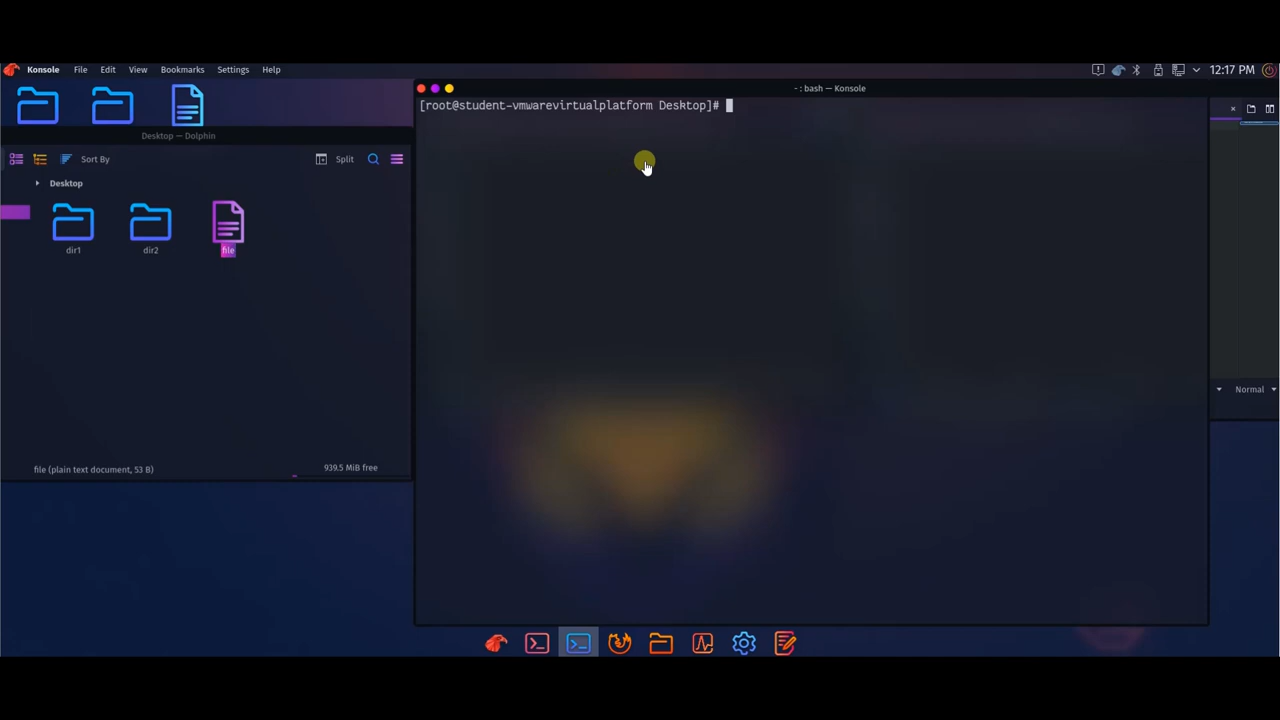 Konsole File Edit View Bookmarks Settings Help 12:17 PM
- : bash — Konsole
[root@student-vmwarevirtualplatform Desktop]#
Desktop — Dolphin
Sort By Split
Desktop
dir1 dir2 file
file (plain text document, 53 B) 939.5 MiB free
Normal